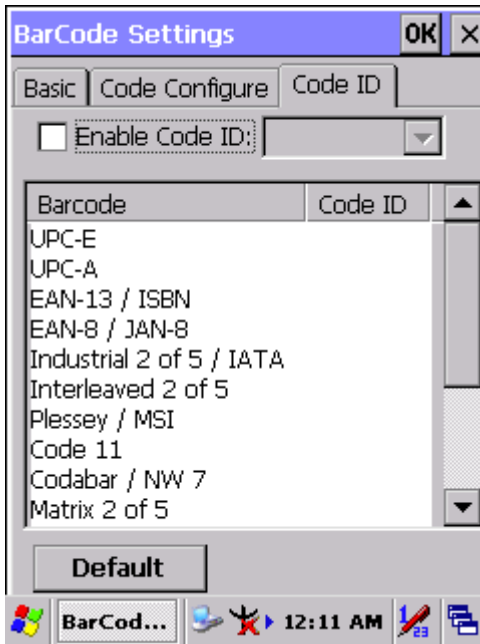 BarCode Settings OK ×
Basic Code Configure Code ID
Enable Code ID:
Barcode Code ID
UPC-E
UPC-A
EAN-13 / ISBN
EAN-8 / JAN-8
Industrial 2 of 5 / IATA
Interleaved 2 of 5
Plessey / MSI
Code 11
Codabar / NW 7
Matrix 2 of 5
Default
BarCod... 12:11 AM 23